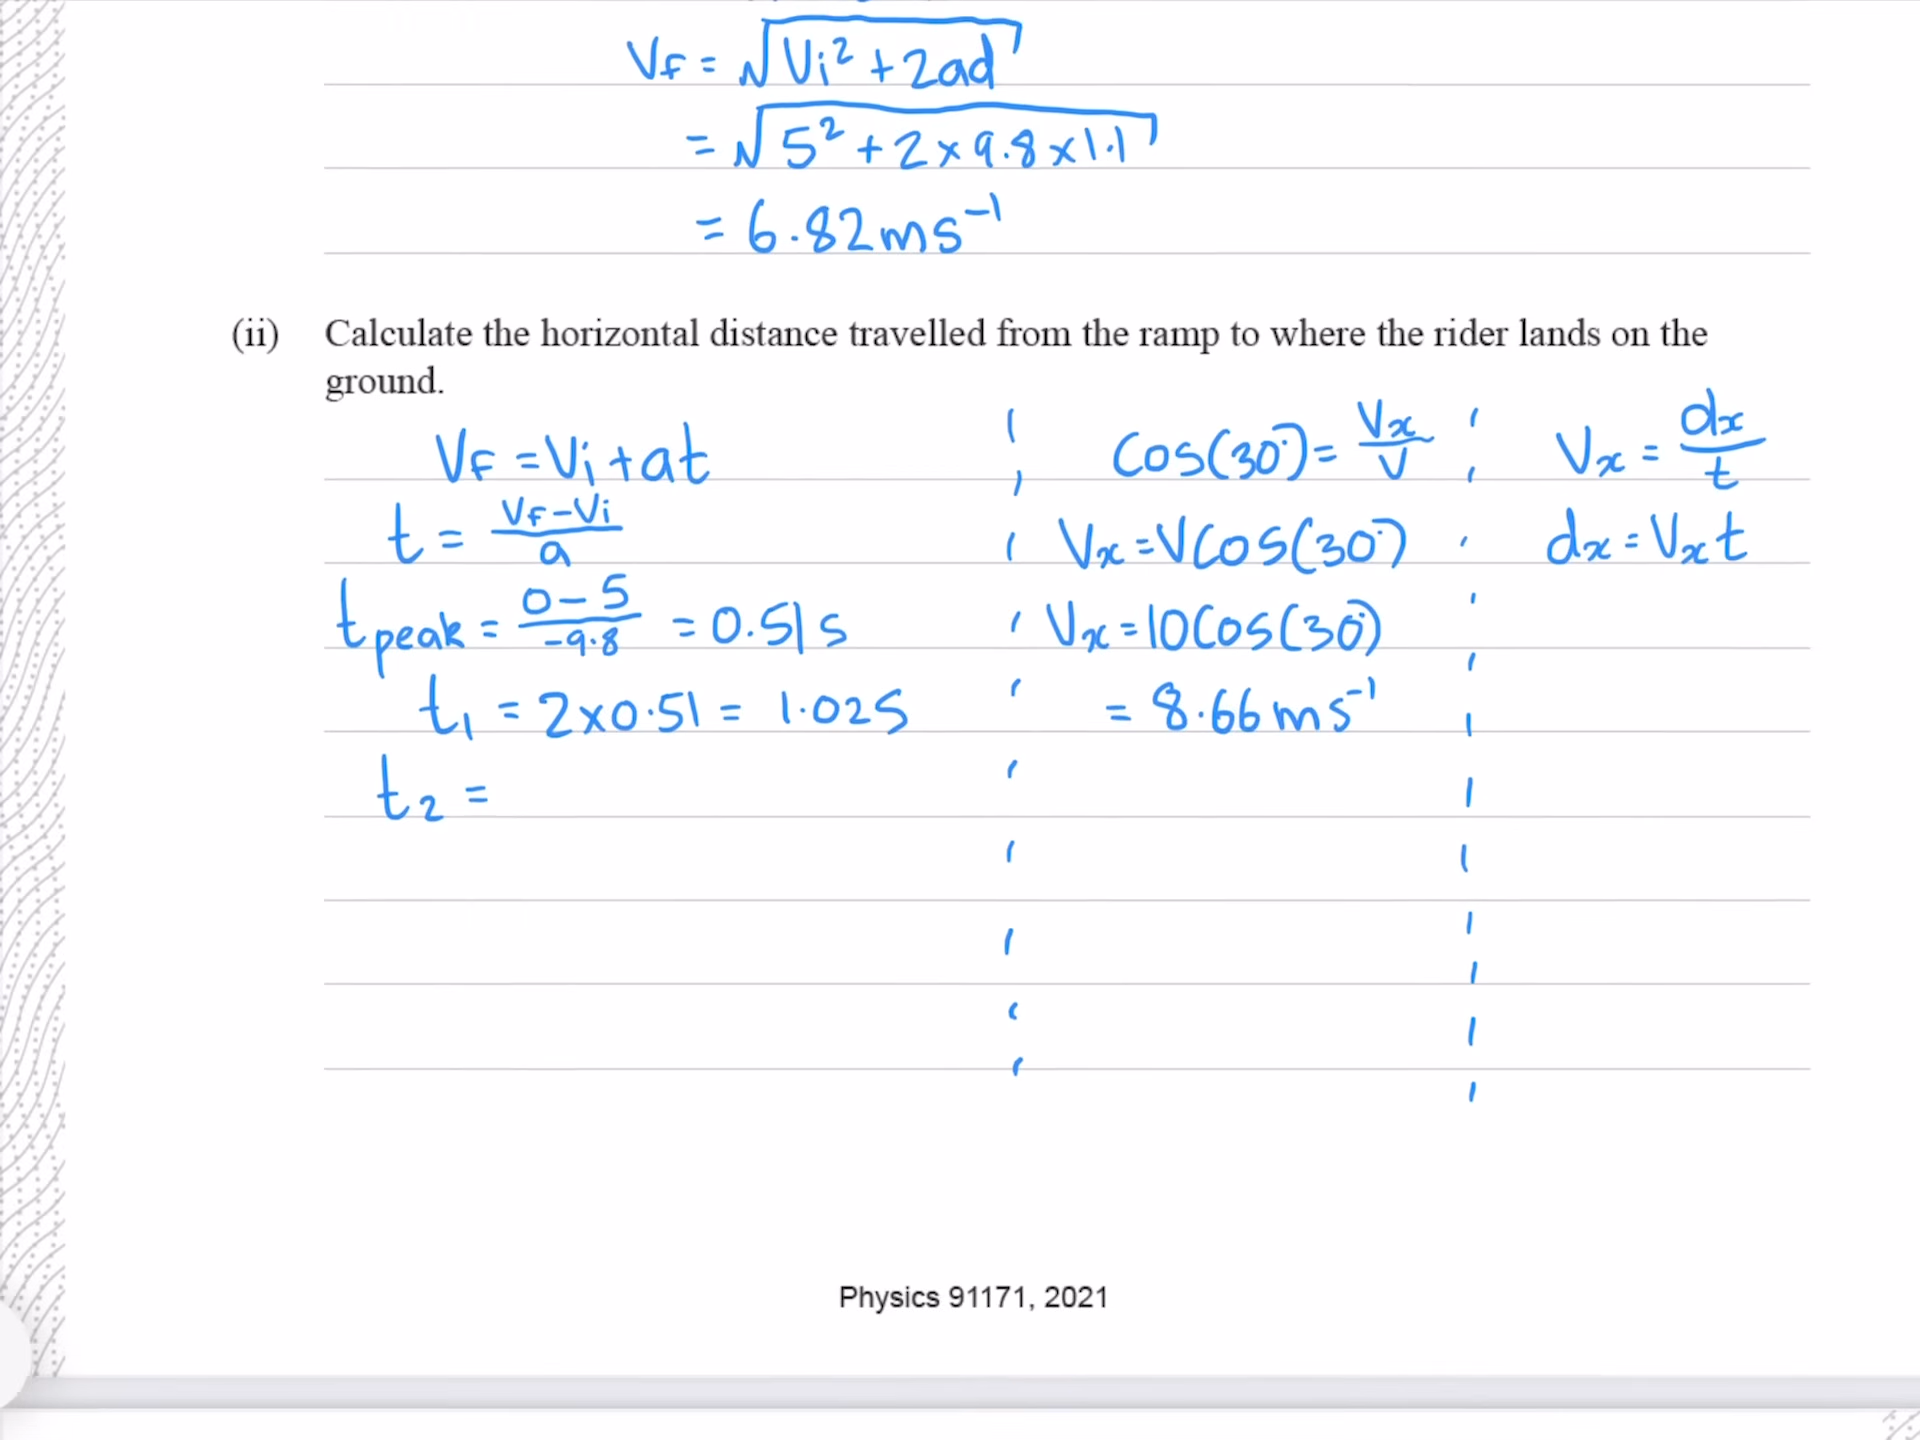 Vf = √Vi² + 2ad
= √5² + 2 × 9.8 × 1.1
= 6.82ms⁻¹
(ii) Calculate the horizontal distance travelled from the ramp to where the rider lands on the
ground.
Vf = Vi + at
t = Vf - Vi / a
tpeak = 0 - 5 / -9.8 = 0.51s
t₁ = 2×0.51 = 1.02s
t₂ =
Cos(30°) = Vx / V
Vx = VCos(30°)
Vx = 10Cos(30°)
= 8.66ms⁻¹
Vx = dx / t
dx = Vxt
Physics 91171, 2021